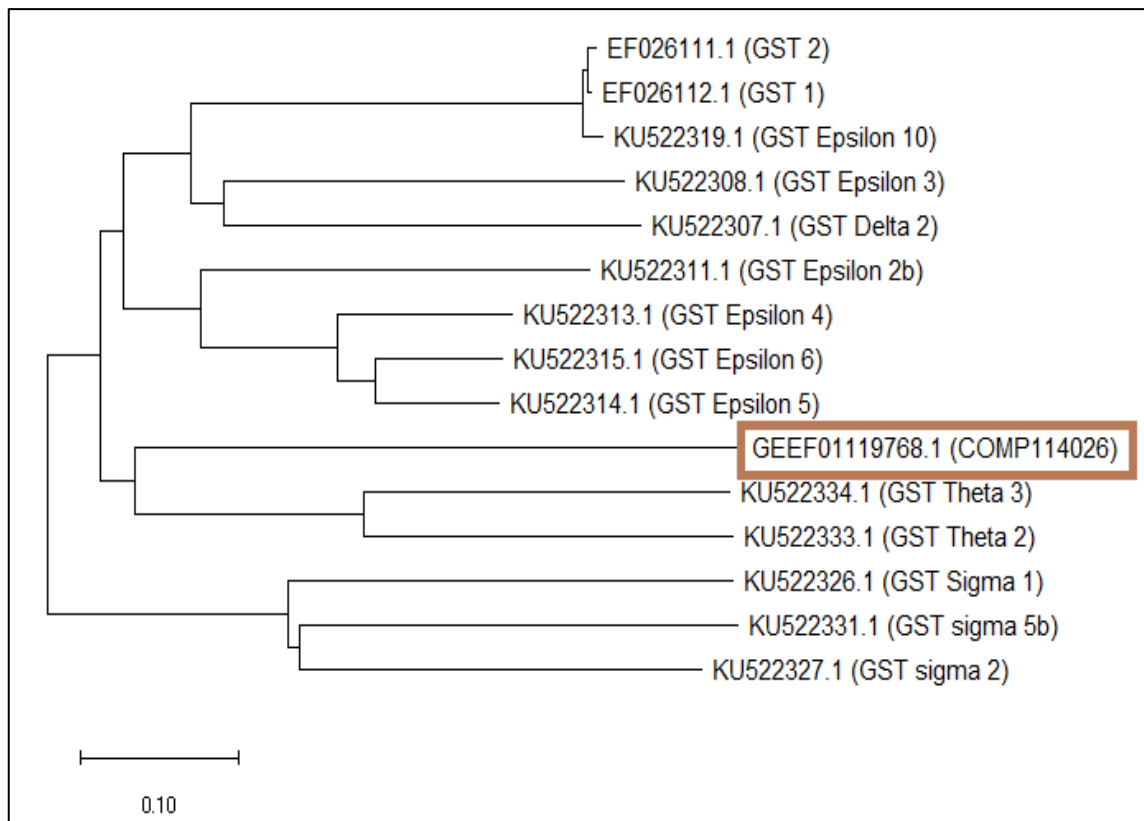 EF026111.1 (GST 2)
EF026112.1 (GST 1)
KU522319.1 (GST Epsilon 10)
KU522308.1 (GST Epsilon 3)
KU522307.1 (GST Delta 2)
KU522311.1 (GST Epsilon 2b)
KU522313.1 (GST Epsilon 4)
KU522315.1 (GST Epsilon 6)
KU522314.1 (GST Epsilon 5)
GEEF01119768.1 (COMP114026)
KU522334.1 (GST Theta 3)
KU522333.1 (GST Theta 2)
KU522326.1 (GST Sigma 1)
KU522331.1 (GST sigma 5b)
KU522327.1 (GST sigma 2)
0.10